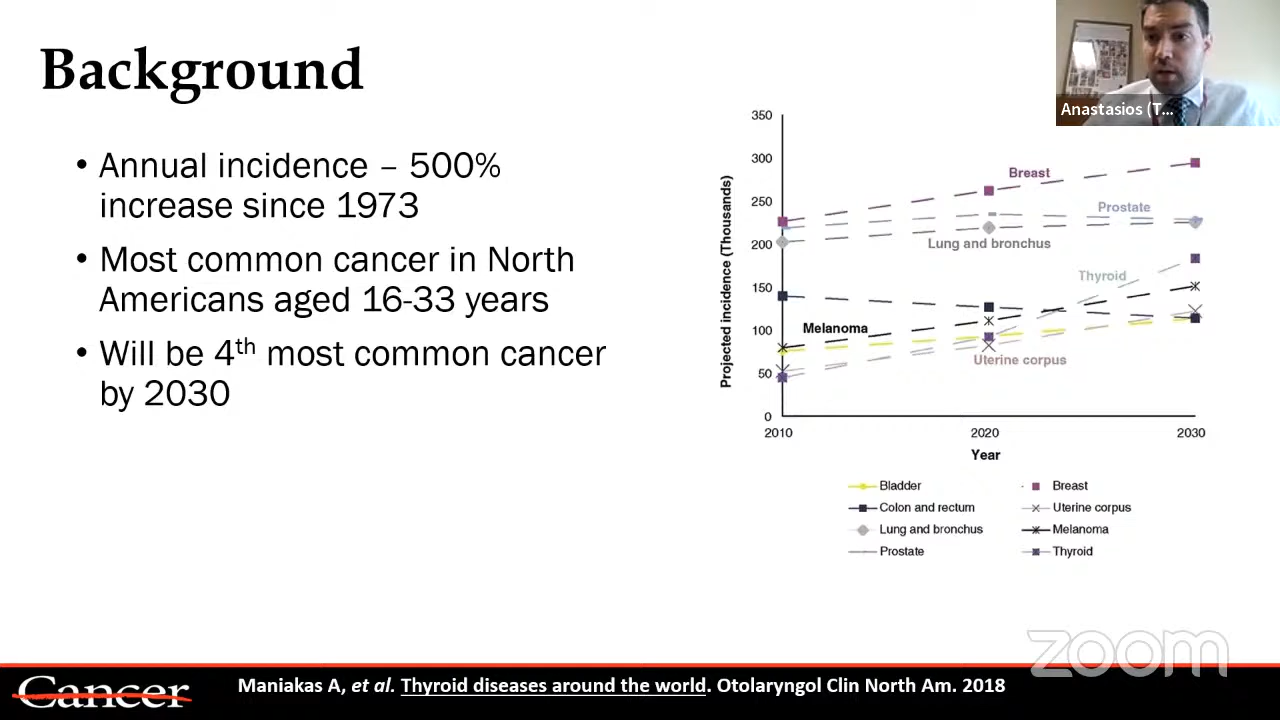 Background
Anastasios (T...
• Annual incidence – 500%
increase since 1973
• Most common cancer in North
Americans aged 16-33 years
• Will be 4th most common cancer
by 2030
Projected incidence (Thousands)
350
300
250
200
150
100
50
0
Breast
Prostate
Lung and bronchus
Thyroid
Melanoma
Uterine corpus
2010 2020 2030
Year
Bladder Breast
Colon and rectum Uterine corpus
Lung and bronchus Melanoma
Prostate Thyroid
zoom
Cancer
Maniakas A, et al. Thyroid diseases around the world. Otolaryngol Clin North Am. 2018